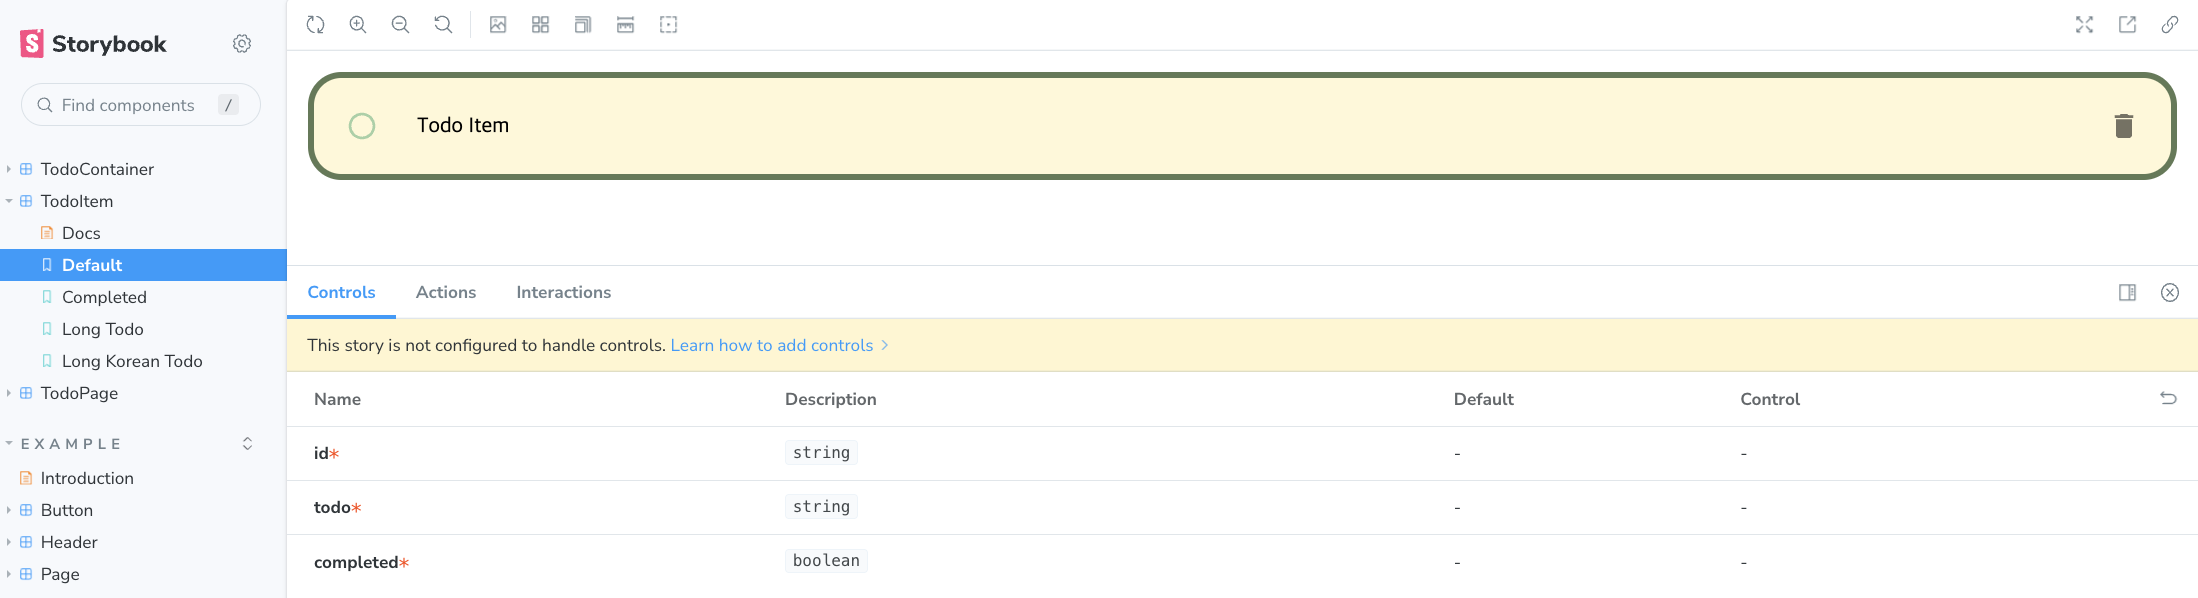 Storybook
Find components /
TodoContainer
TodoItem
Docs
Default
Completed
Long Todo
Long Korean Todo
TodoPage
EXAMPLE
Introduction
Button
Header
Page
Todo Item
Controls Actions Interactions
This story is not configured to handle controls. Learn how to add controls
Name Description Default Control
id* string - -
todo* string - -
completed* boolean - -